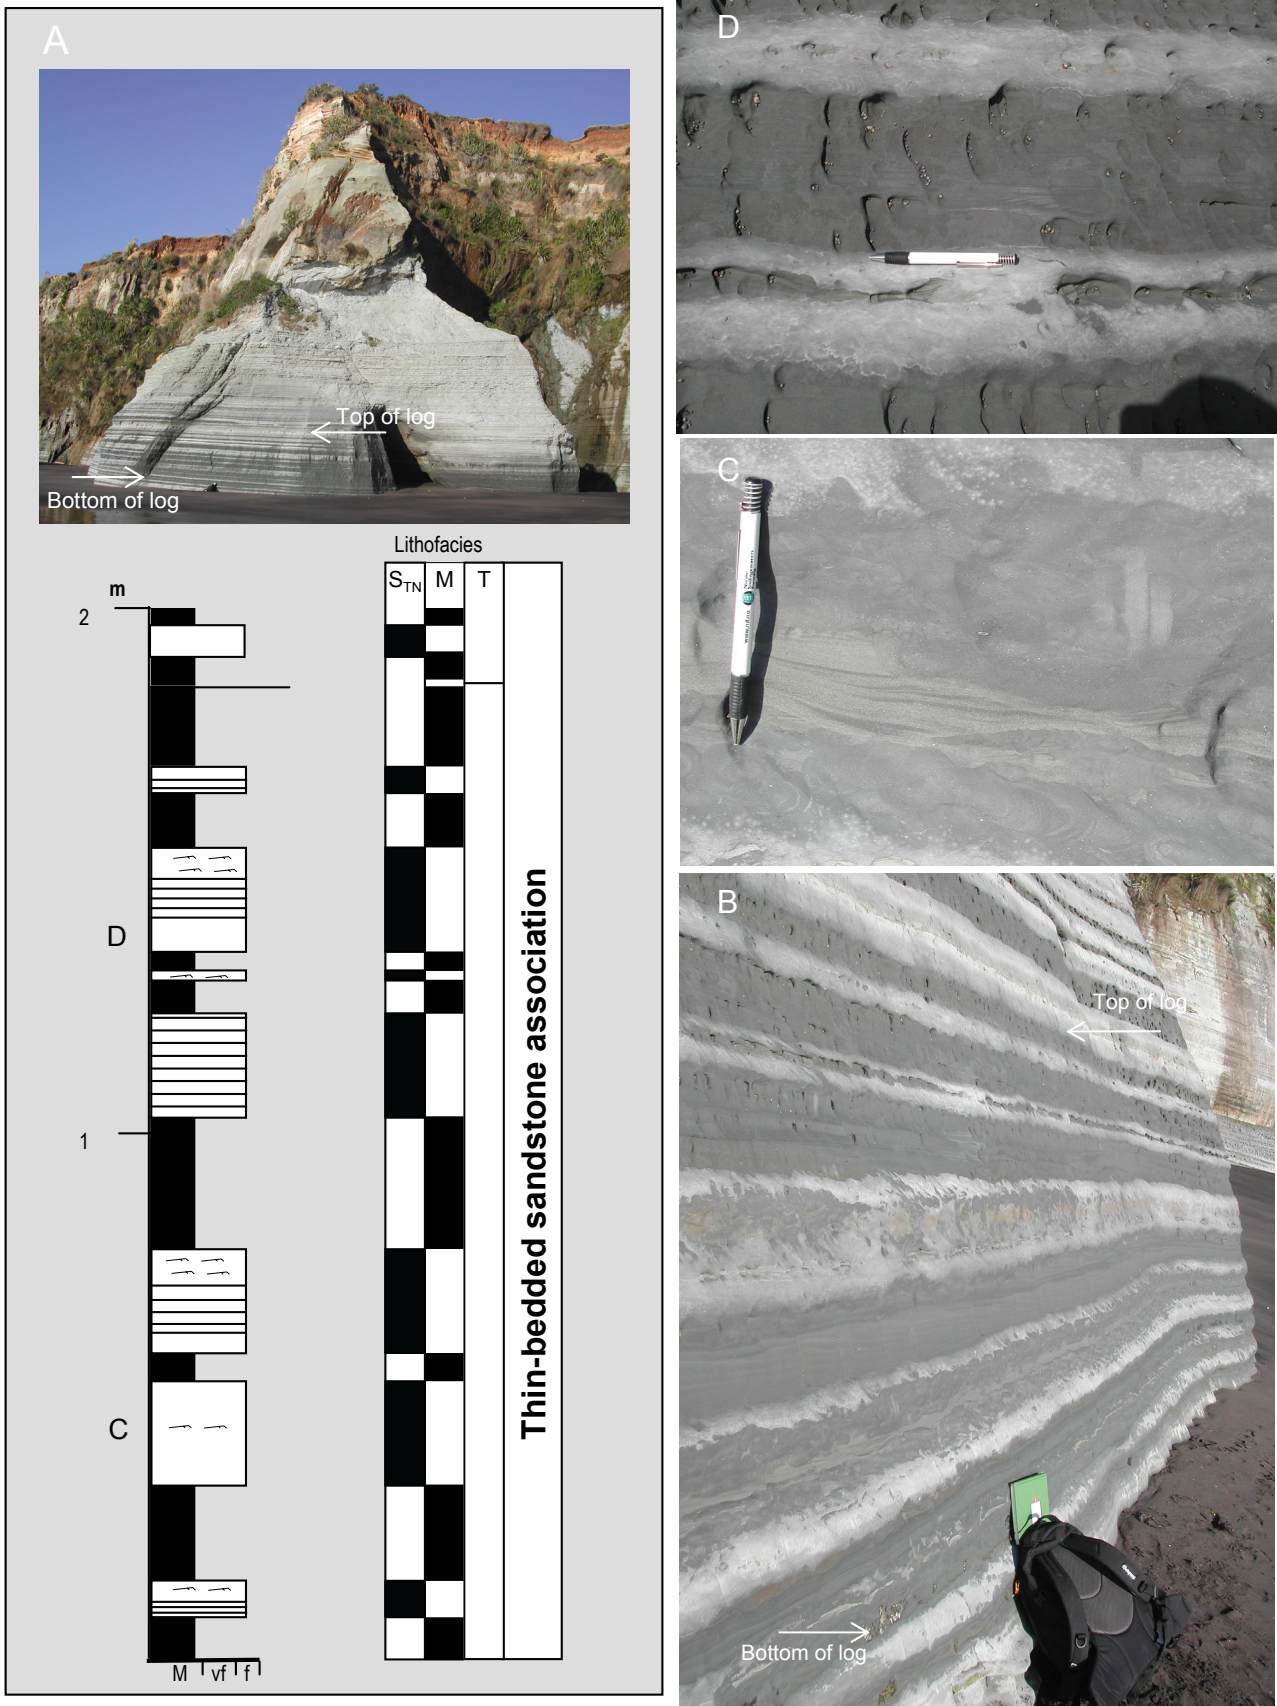 A
Top of log
Bottom of log
Lithofacies
S_TN M T
m
2
D
1
C
M vf f
Thin-bedded sandstone association
D
C
B
Top of log
Bottom of log